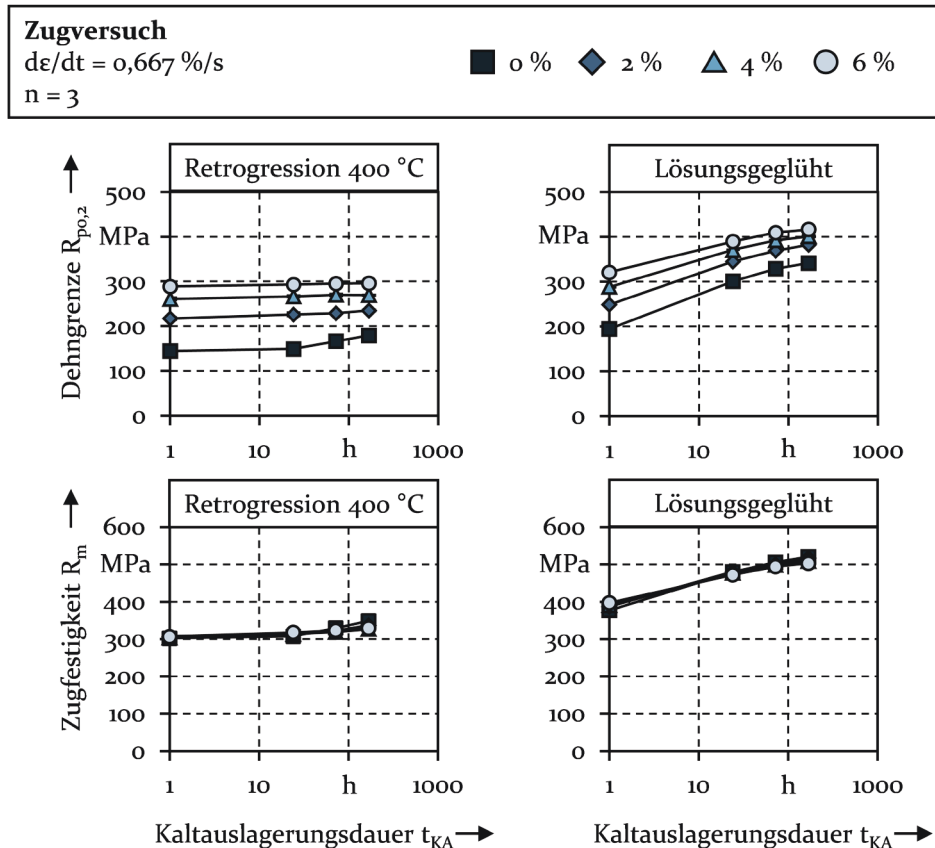 Zugversuch
dε/dt = 0,667 %/s
n = 3
0 % 2 % 4 % 6 %
Retrogression 400 °C
Lösungsgeglüht
Dehngrenze Rp0,2
500
MPa
300
200
100
0
1 10 h 1000
500
MPa
300
200
100
0
1 10 h 1000
Retrogression 400 °C
Lösungsgeglüht
Zugfestigkeit Rm
600
MPa
400
300
200
100
0
1 10 h 1000
600
MPa
400
300
200
100
0
1 10 h 1000
Kaltauslagerungsdauer tKA
Kaltauslagerungsdauer tKA